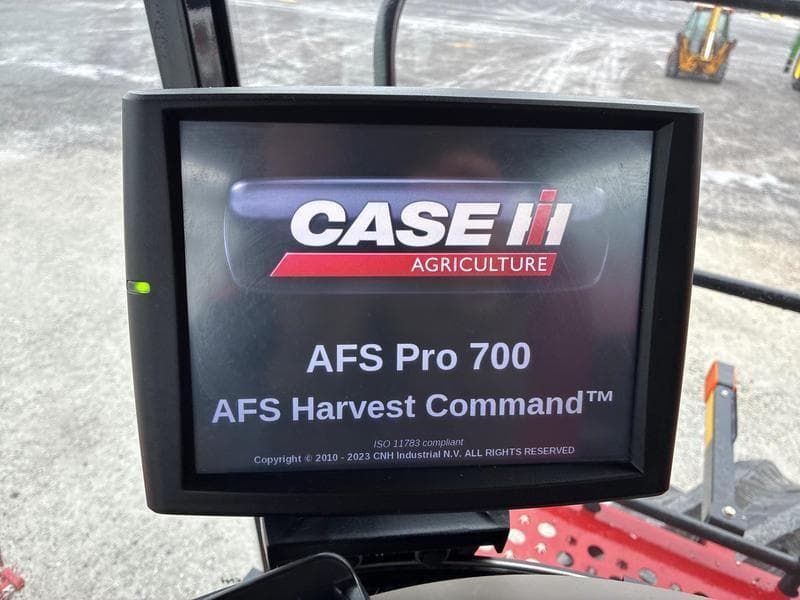 CASE IH
AGRICULTURE
AFS Pro 700
AFS Harvest Command™
ISO 11783 compliant
Copyright © 2010 - 2023 CNH Industrial N.V. ALL RIGHTS RESERVED